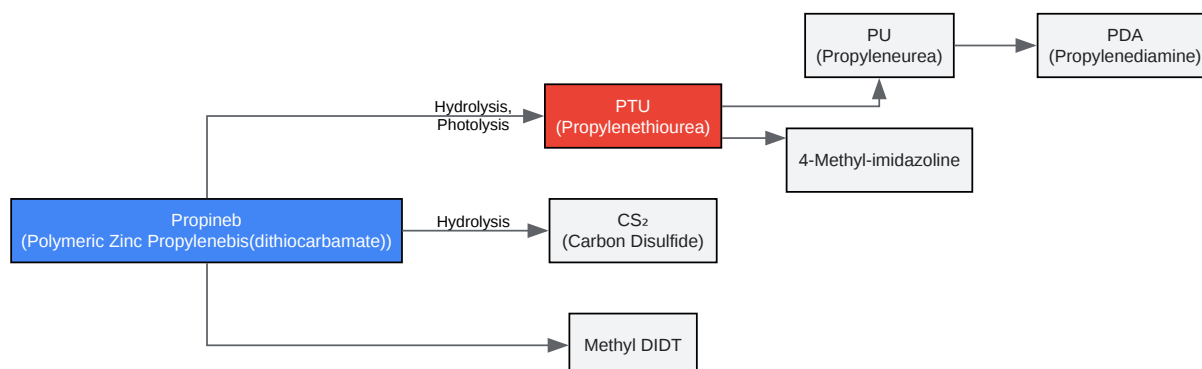 PU
(Propyleneurea)
PDA
(Propylenediamine)
Hydrolysis,
Photolysis
PTU
(Propylenethiourea)
4-Methyl-imidazoline
Propineb
(Polymeric Zinc Propylenebis(dithiocarbamate))
Hydrolysis
CS₂
(Carbon Disulfide)
Methyl DIDT